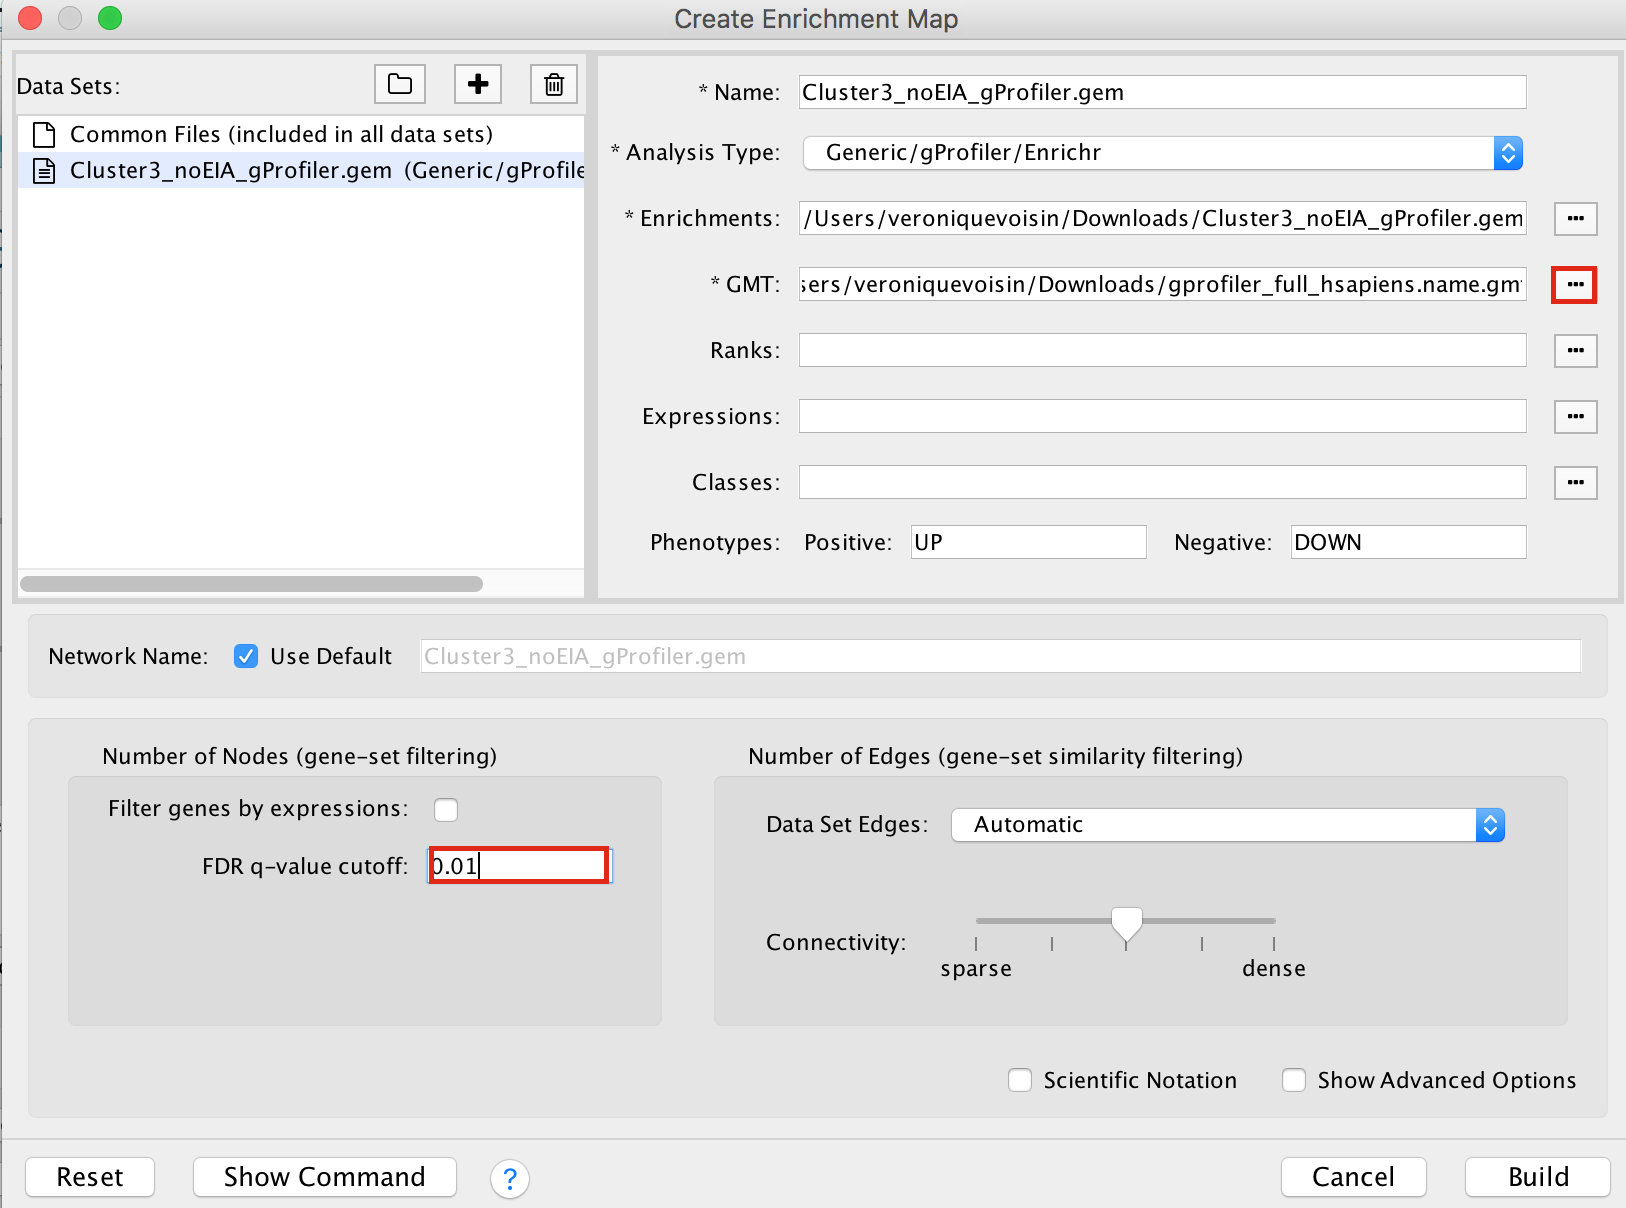 Create Enrichment Map
Data Sets:
Common Files (included in all data sets)
Cluster3_noEIA_gProfiler.gem (Generic/gProfile
* Name: Cluster3_noEIA_gProfiler.gem
* Analysis Type: Generic/gProfiler/Enrichr
* Enrichments: /Users/veroniquevoisin/Downloads/Cluster3_noEIA_gProfiler.gem
* GMT: sers/veroniquevoisin/Downloads/gprofiler_full_hsapiens.name.gmt
Ranks:
Expressions:
Classes:
Phenotypes: Positive: UP Negative: DOWN
Network Name: Use Default Cluster3_noEIA_gProfiler.gem
Number of Nodes (gene-set filtering)
Filter genes by expressions:
FDR q-value cutoff: 0.01
Number of Edges (gene-set similarity filtering)
Data Set Edges: Automatic
Connectivity:
sparse dense
Scientific Notation Show Advanced Options
Reset Show Command ? Cancel Build